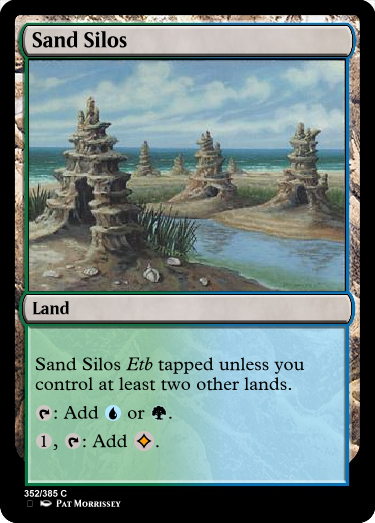 Sand Silos
Land
Sand Silos Etb tapped unless you
control at least two other lands.
: Add or .
1 , : Add .
352/385 C
Pat Morrissey